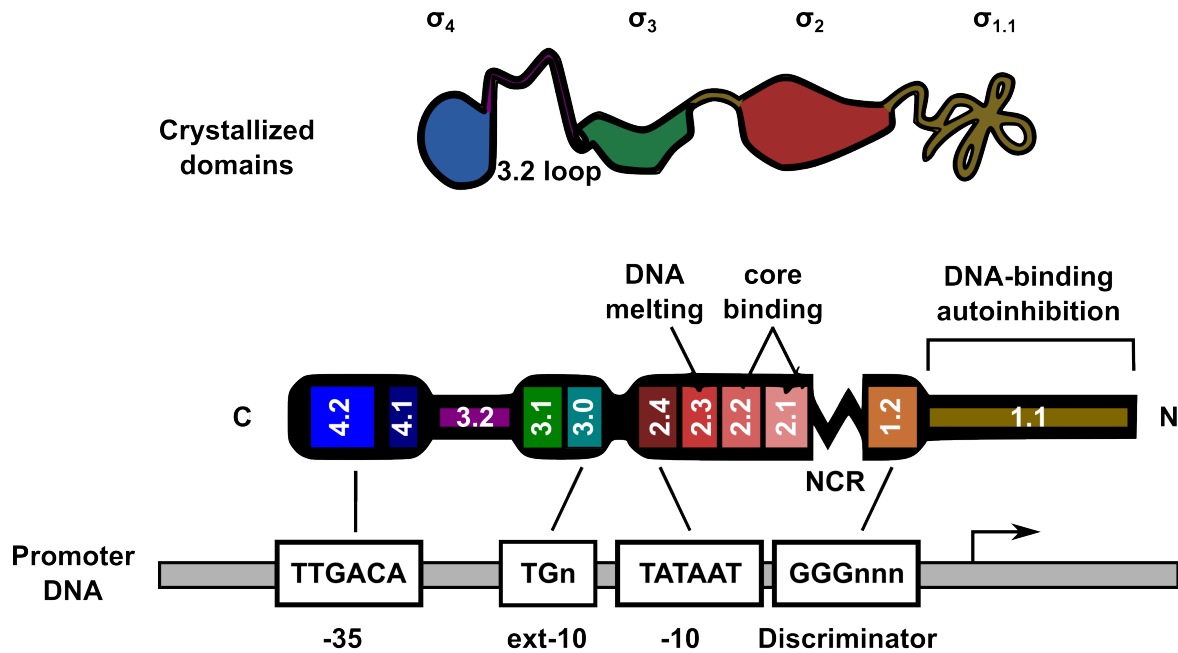 σ4 σ3 σ2 σ1.1
Crystallized
domains
3.2 loop
DNA
melting
core
binding
DNA-binding
autoinhibition
C 4.2 4.1 3.2 3.1 3.0 2.4 2.3 2.2 2.1 1.2 1.1 N
NCR
Promoter
DNA
TTGACA TGn TATAAT GGGnnn
-35 ext-10 -10 Discriminator